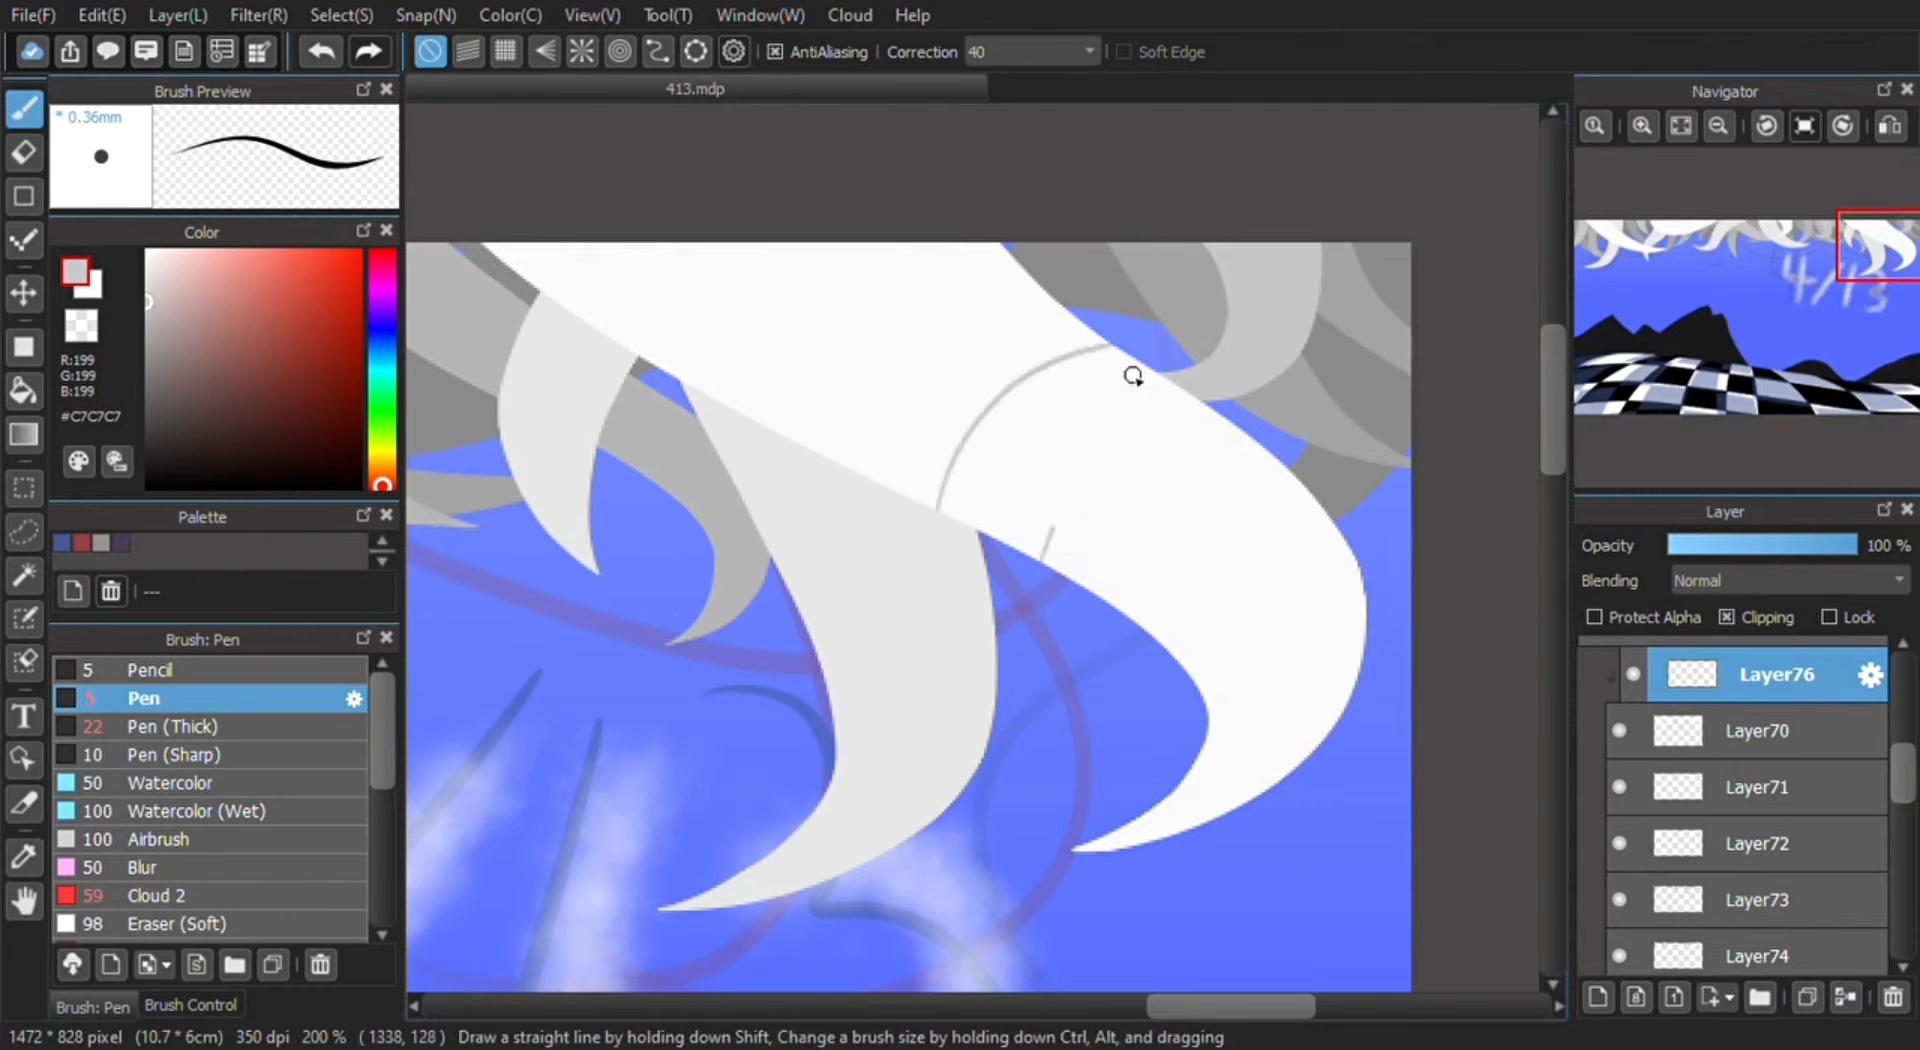 File(F) Edit(E) Layer(L) Filter(R) Select(S) Snap(N) Color(C) View(V) Tool(T) Window(W) Cloud Help
AntiAliasing Correction 40 Soft Edge
Brush Preview
* 0.36mm
Color
R:199
G:199
B:199
#C7C7C7
Palette
---
Brush: Pen
5 Pencil
5 Pen
22 Pen (Thick)
10 Pen (Sharp)
50 Watercolor
100 Watercolor (Wet)
100 Airbrush
50 Blur
59 Cloud 2
98 Eraser (Soft)
Brush: Pen Brush Control
413.mdp
Navigator
4/13
Layer
Opacity 100 %
Blending Normal
Protect Alpha Clipping Lock
Layer76
Layer70
Layer71
Layer72
Layer73
Layer74
1472 * 828 pixel (10.7 * 6cm) 350 dpi 200 % ( 1338, 128 ) Draw a straight line by holding down Shift, Change a brush size by holding down Ctrl, Alt, and dragging